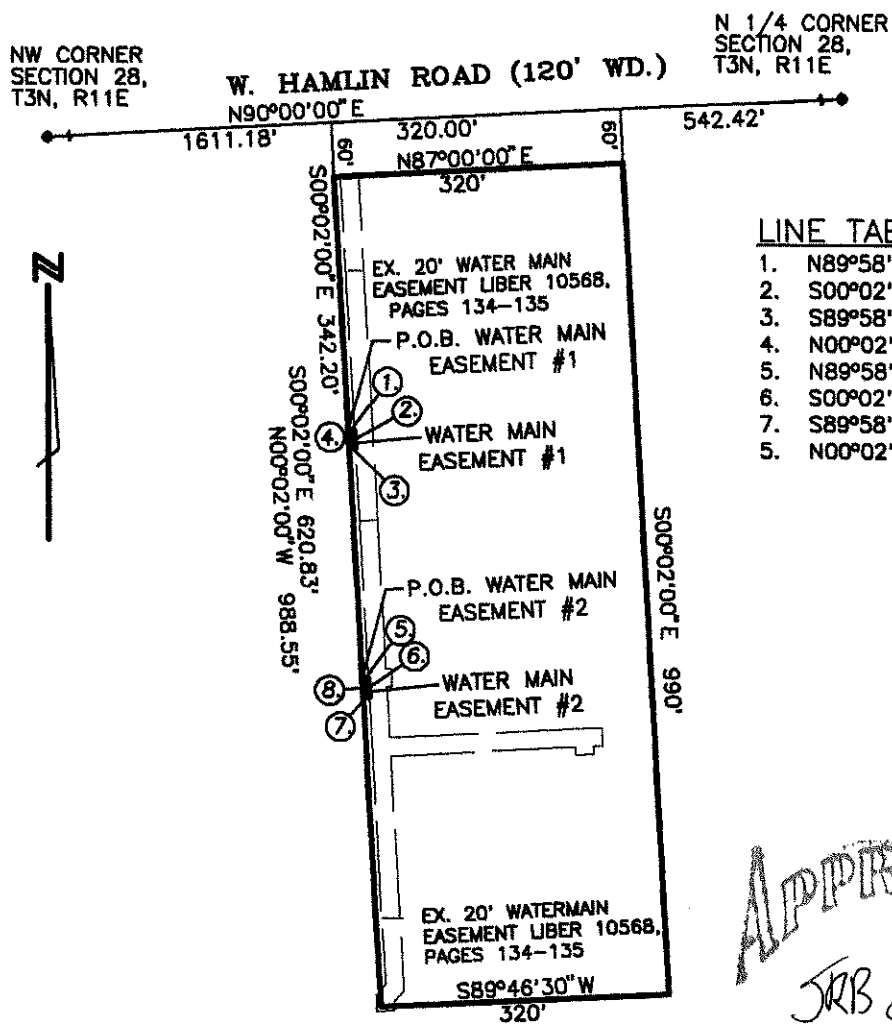 NW CORNER
SECTION 28,
T3N, R11E
N 1/4 CORNER
SECTION 28,
T3N, R11E
W. HAMLIN ROAD (120' WD.)
N90°00'00"E
1611.18'
320.00'
542.42'
60'
60'
N87°00'00"E
320'
S00°02'00"E 342.20'
N
EX. 20' WATER MAIN
EASEMENT LIBER 10568,
PAGES 134-135
P.O.B. WATER MAIN
EASEMENT #1
1.
2.
4.
WATER MAIN
EASEMENT #1
3.
S00°02'00"E 620.83'
N00°02'00"W 988.55'
S00°02'00"E 990'
P.O.B. WATER MAIN
EASEMENT #2
5.
6.
8.
WATER MAIN
EASEMENT #2
7.
EX. 20' WATERMAIN
EASEMENT LIBER 10568,
PAGES 134-135
S89°46'30"W
320'
LINE TAB
1. N89°58'
2. S00°02'
3. S89°58'
4. N00°02'
5. N89°58'
6. S00°02'
7. S89°58'
5. N00°02'
APPR
JRB